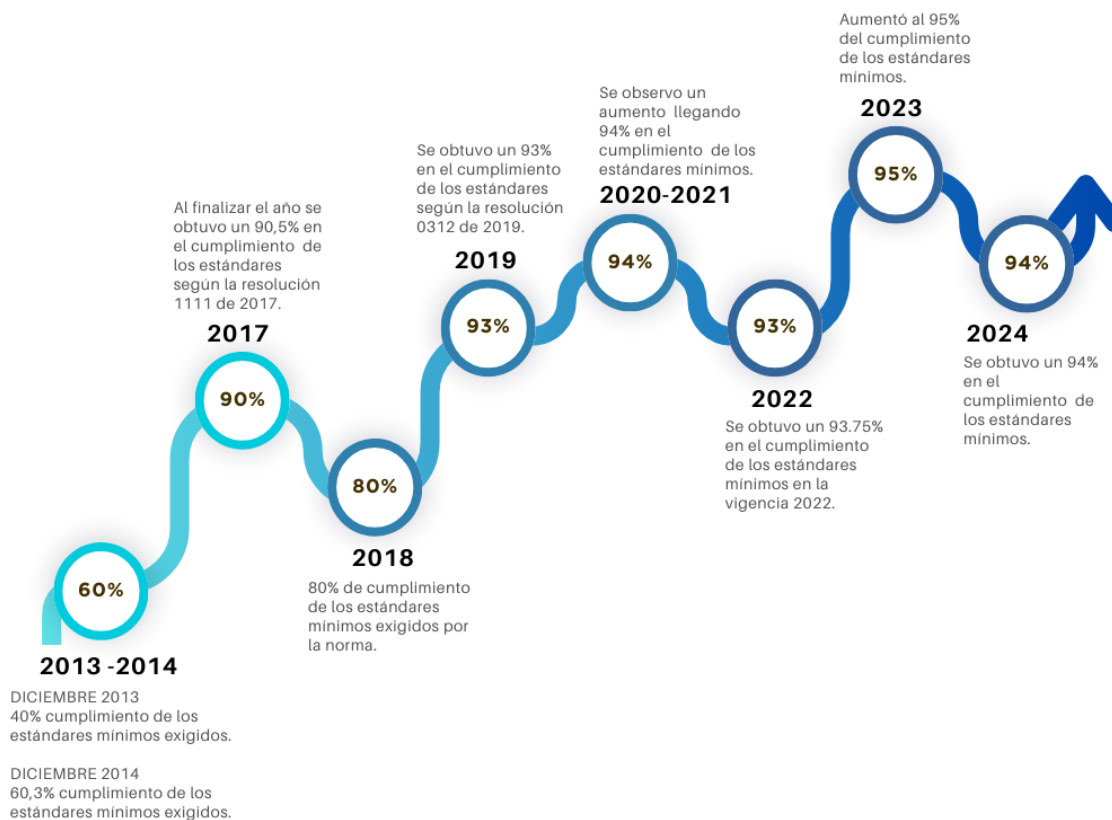 DICIEMBRE 2013
40% cumplimiento de los
estándares mínimos exigidos.
DICIEMBRE 2014
60,3% cumplimiento de los
estándares mínimos exigidos.
2013 -2014
60%
Al finalizar el año se
obtuvo un 90,5% en
el cumplimiento de
los estándares
según la resolución
1111 de 2017.
2017
90%
80%
2018
80% de cumplimiento
de los estándares
mínimos exigidos por
la norma.
Se obtuvo un 93%
en el cumplimiento
de los estándares
según la resolución
0312 de 2019.
2019
93%
Se observo un
aumento llegando
94% en el
cumplimiento de los
estándares mínimos.
2020-2021
94%
93%
2022
Se obtuvo un 93.75%
en el cumplimiento
de los estándares
mínimos en la
vigencia 2022.
Aumentó al 95%
del cumplimiento
de los estándares
mínimos.
2023
95%
94%
2024
Se obtuvo un 94%
en el
cumplimiento de
los estándares
mínimos.